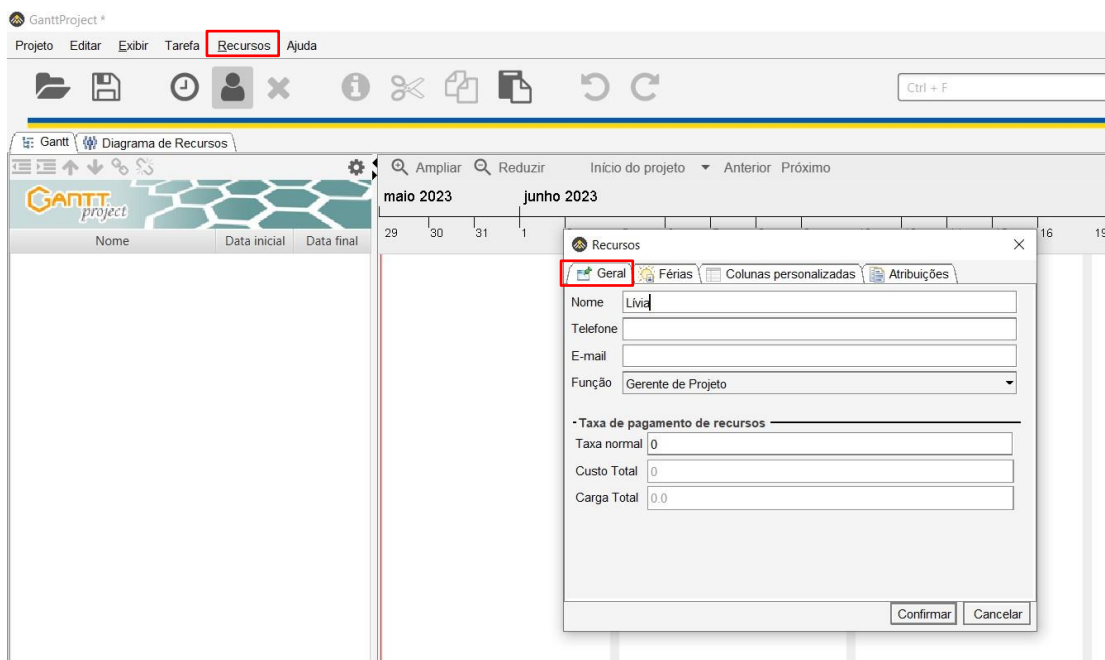 GanttProject *
Projeto Editar Exibir Tarefa Recursos Ajuda
Ctrl + F
Gantt Diagrama de Recursos
Ampliar Reduzir Início do projeto Anterior Próximo
GANTT project
maio 2023 junho 2023
Nome Data inicial Data final
29 30 31 1 16 19
Recursos
Geral Férias Colunas personalizadas Atribuições
Nome Lívia
Telefone
E-mail
Função Gerente de Projeto
Taxa de pagamento de recursos
Taxa normal 0
Custo Total 0
Carga Total 0.0
Confirmar Cancelar